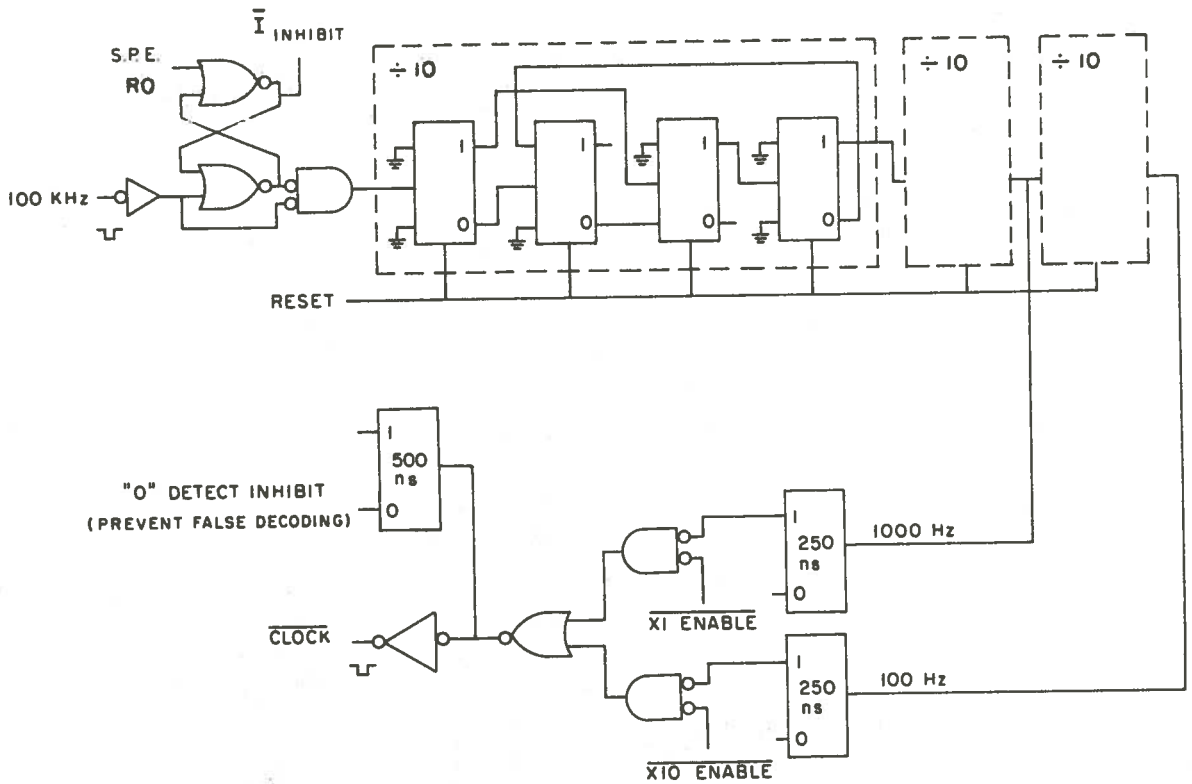 Ī INHIBIT
S.P.E.
RO
÷ 10
÷ 10
÷ 10
1
1
1
1
100 KHz
0
0
0
0
RESET
1
500
ns
0
"O" DETECT INHIBIT
(PREVENT FALSE DECODING)
1
250
ns
0
1000 Hz
X1 ENABLE
CLOCK
1
250
ns
0
100 Hz
X10 ENABLE